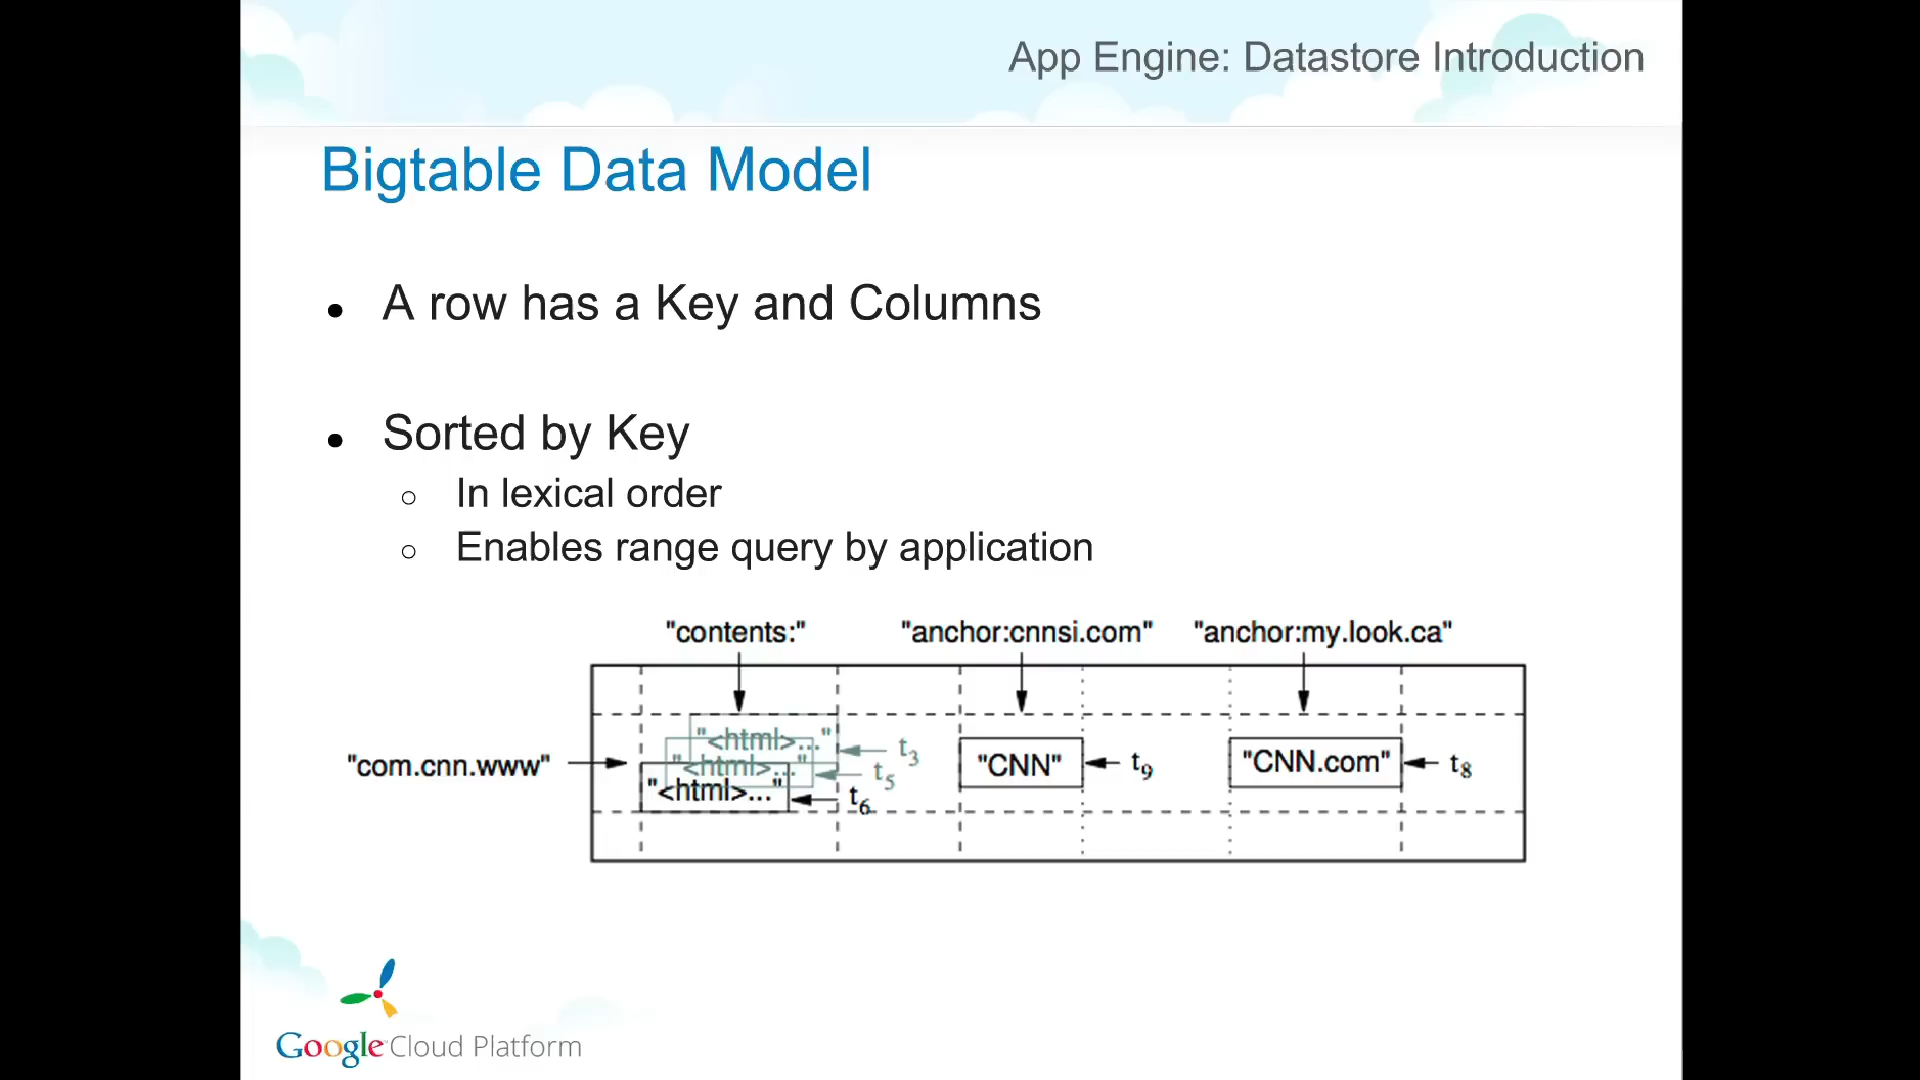 App Engine: Datastore Introduction
Bigtable Data Model
● A row has a Key and Columns
● Sorted by Key
○ In lexical order
○ Enables range query by application
"contents:" "anchor:cnnsi.com" "anchor:my.look.ca"
"<html>..." t3
"<html>..." t5
"com.cnn.www" "<html>..." t6 "CNN" t9 "CNN.com" t8
Google Cloud Platform